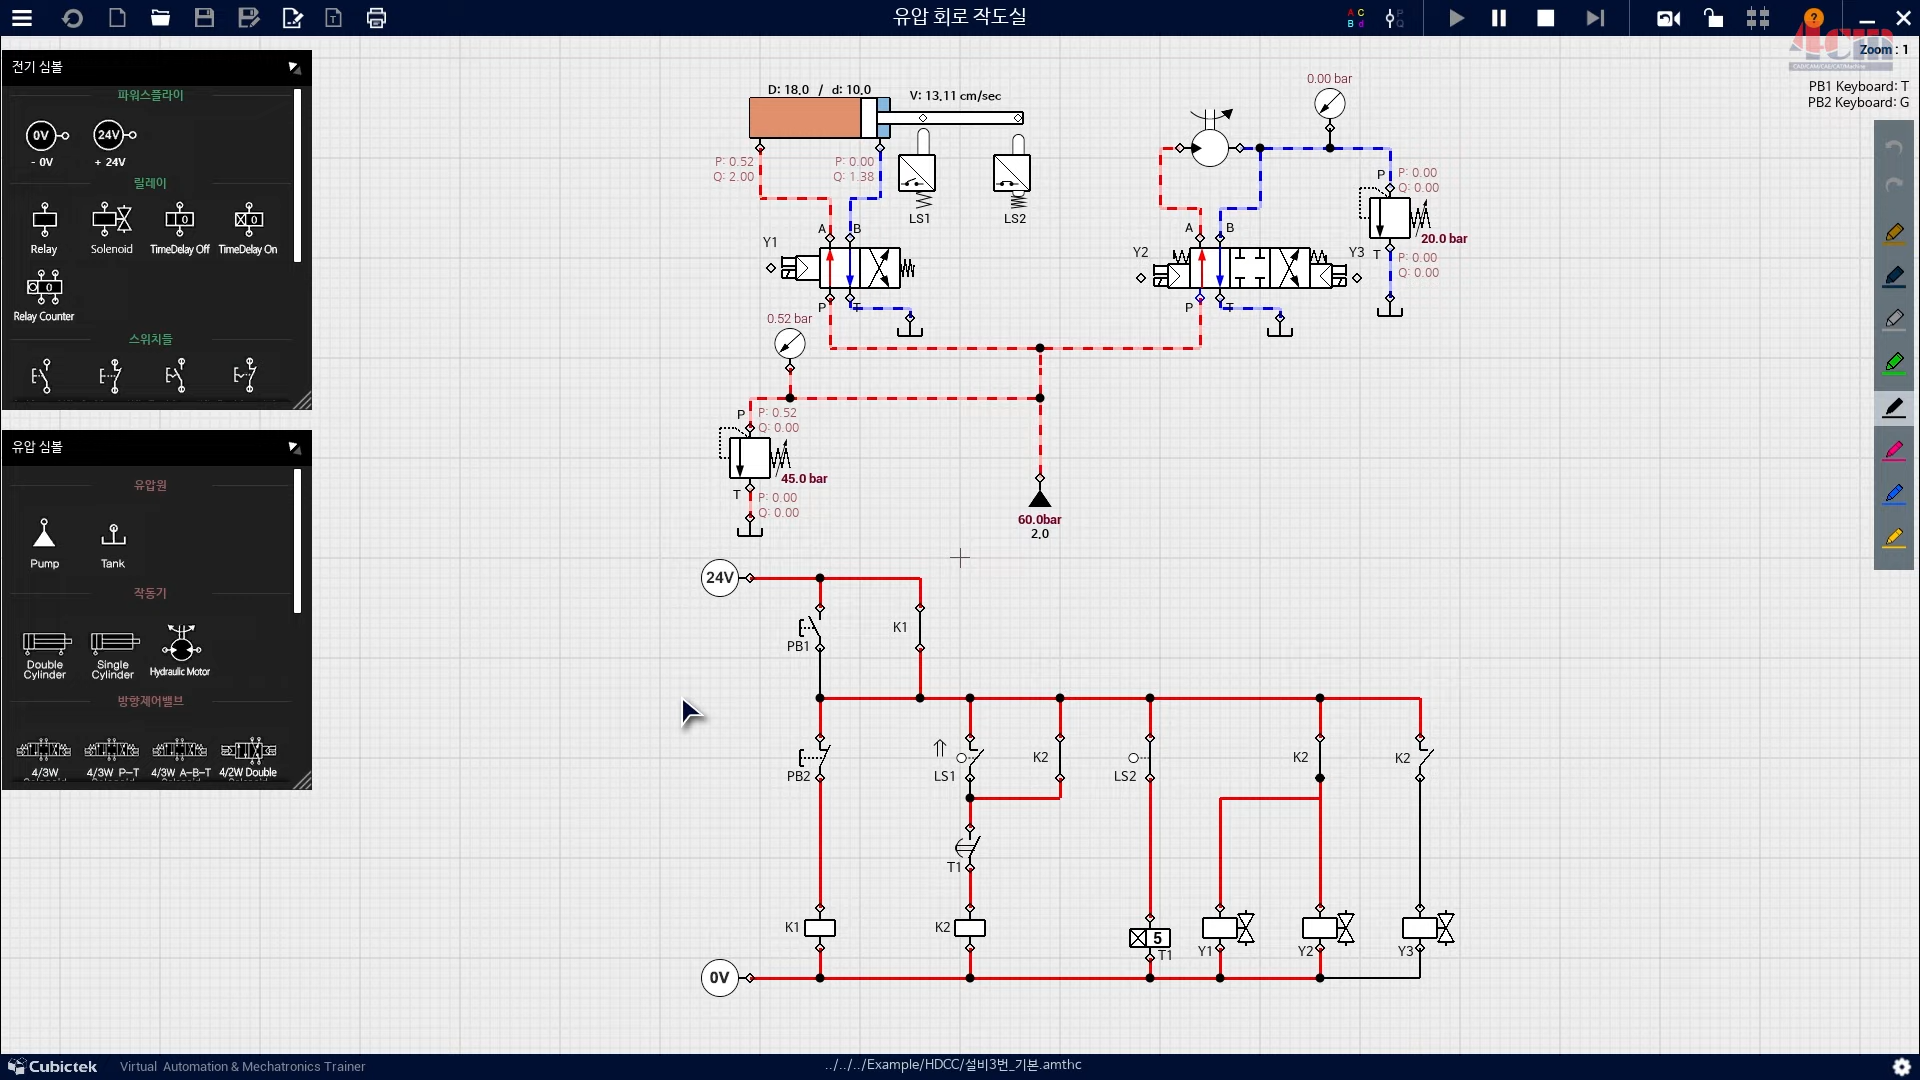 유압 회로 작도실
A C
B d
Zoom : 1
PB1 Keyboard: T
PB2 Keyboard: G
전기 심볼
파워스플라이
0V
24V
- 0V
+ 24V
릴레이
Relay
Solenoid
TimeDelay Off
TimeDelay On
Relay Counter
스위치들
유압 심볼
유압원
Pump
Tank
작동기
Double Cylinder
Single Cylinder
Hydraulic Motor
방향제어밸브
4/3W
4/3W P-T
4/3W A-B-T
4/2W Double
D: 18.0 / d: 10.0
V: 13.11 cm/sec
P: 0.52
Q: 2.00
P: 0.00
Q: 1.38
LS1
LS2
Y1
A
B
P
T
0.52 bar
P
P: 0.52
Q: 0.00
45.0 bar
T
P: 0.00
Q: 0.00
60.0bar
2.0
0.00 bar
P
P: 0.00
Q: 0.00
20.0 bar
T
P: 0.00
Q: 0.00
Y2
A
B
Y3
P
T
24V
PB1
K1
PB2
LS1
K2
LS2
K2
K2
T1
K1
K2
5
T1
Y1
Y2
Y3
0V
Cubictek
Virtual Automation & Mechatronics Trainer
../../../Example/HDCC/설비3번_기본.amthc